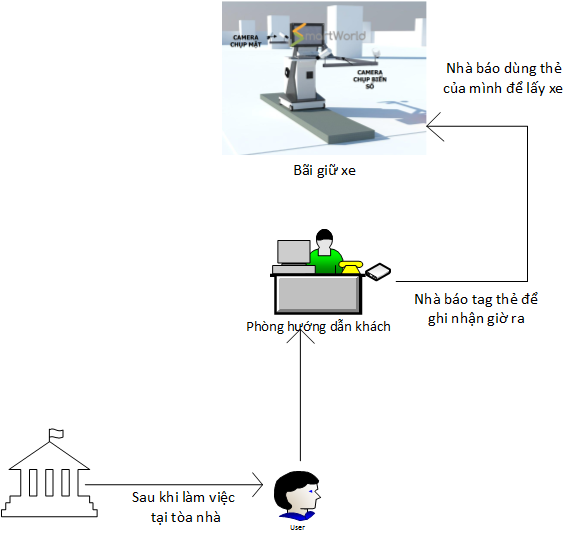 SmartWorld
CAMERA
CHỤP MẶT
CAMERA
CHỤP BIỂN
SỐ
Nhà báo dùng thẻ
của mình để lấy xe
Bãi giữ xe
Phòng hướng dẫn khách
Nhà báo tag thẻ để
ghi nhận giờ ra
Sau khi làm việc
tại tòa nhà
User